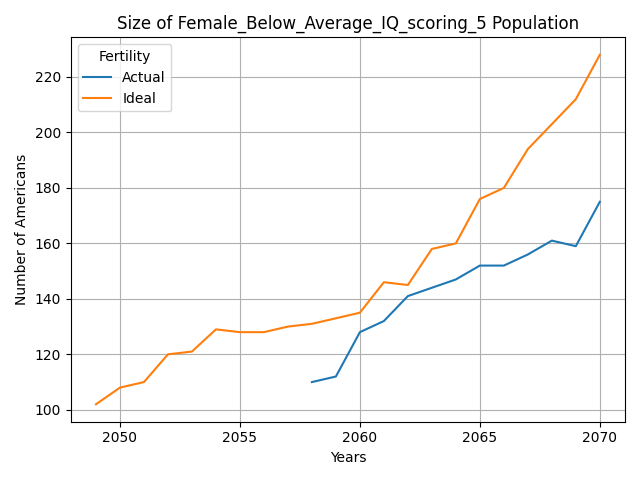 Size of Female_Below_Average_IQ_scoring_5 Population
Fertility
Actual
Ideal
Number of Americans
220
200
180
160
140
120
100
2050
2055
2060
2065
2070
Years